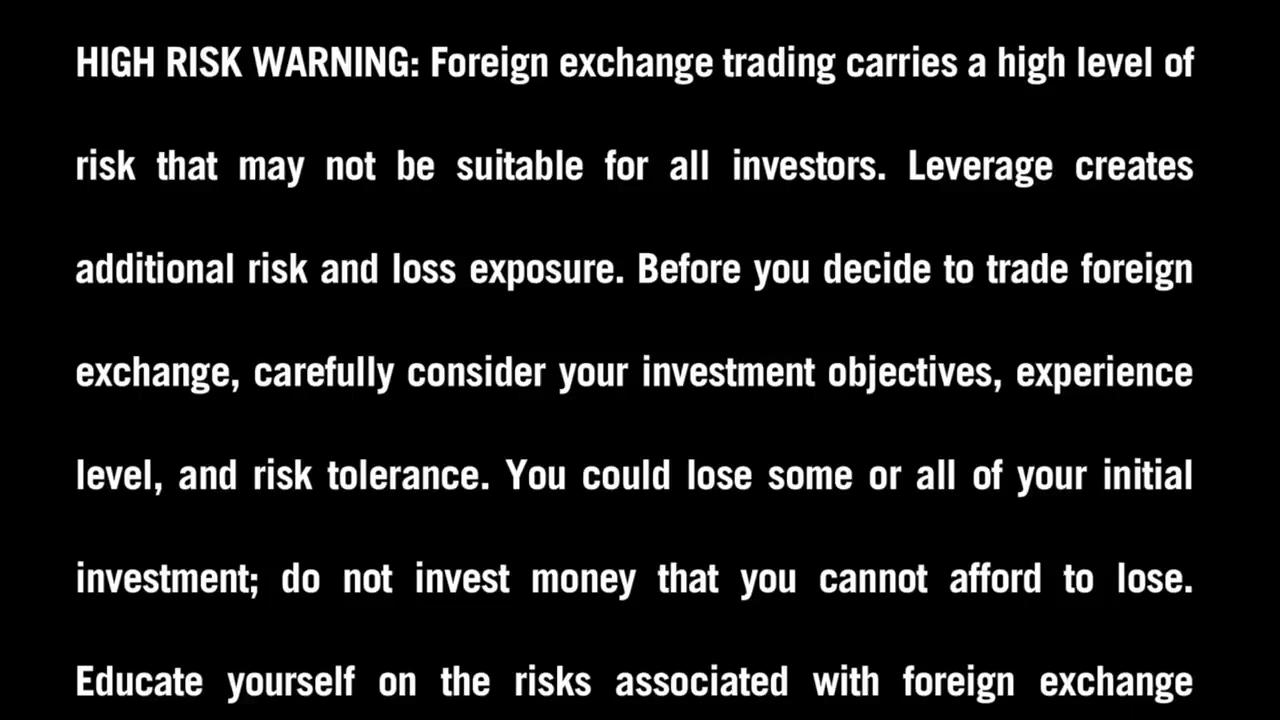 HIGH RISK WARNING: Foreign exchange trading carries a high level of
risk that may not be suitable for all investors. Leverage creates
additional risk and loss exposure. Before you decide to trade foreign
exchange, carefully consider your investment objectives, experience
level, and risk tolerance. You could lose some or all of your initial
investment; do not invest money that you cannot afford to lose.
Educate yourself on the risks associated with foreign exchange